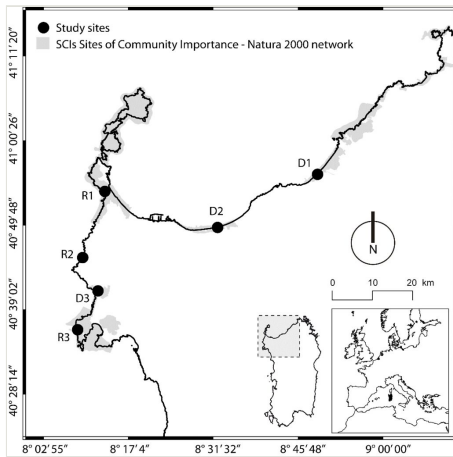 Study sites
SCIs Sites of Community Importance - Natura 2000 network
41° 11' 20"
41° 00' 26"
40° 49' 48"
40° 39' 02"
40° 28' 14"
D1
R1
D2
R2
D3
R3
N
0 10 20 km
8° 02'55" 8° 17'4" 8° 31'32" 8° 45'48" 9° 00'00"